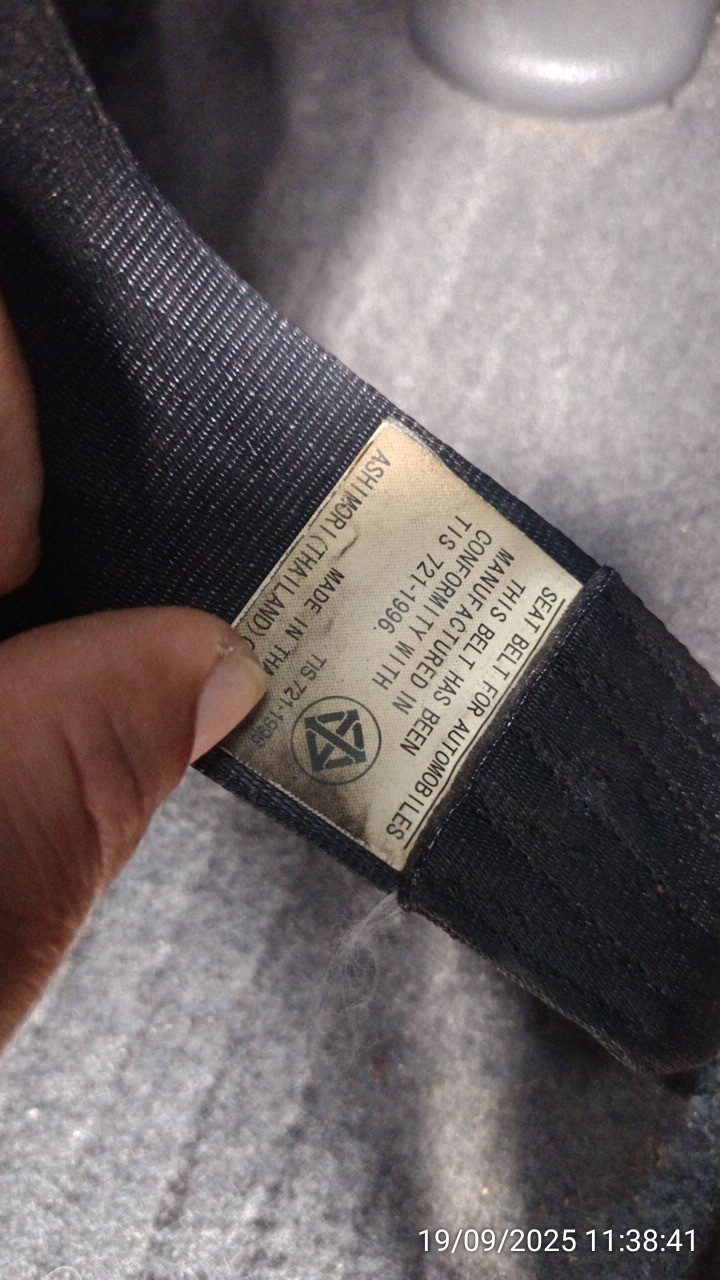 SEAT BELT FOR AUTOMOBILES
THIS BELT HAS BEEN
MANUFACTURED IN
CONFORMITY WITH
TIS 721-1996.
TIS 721-1996
MADE IN
ASHIMORI(THAILAND)
19/09/2025 11:38:41